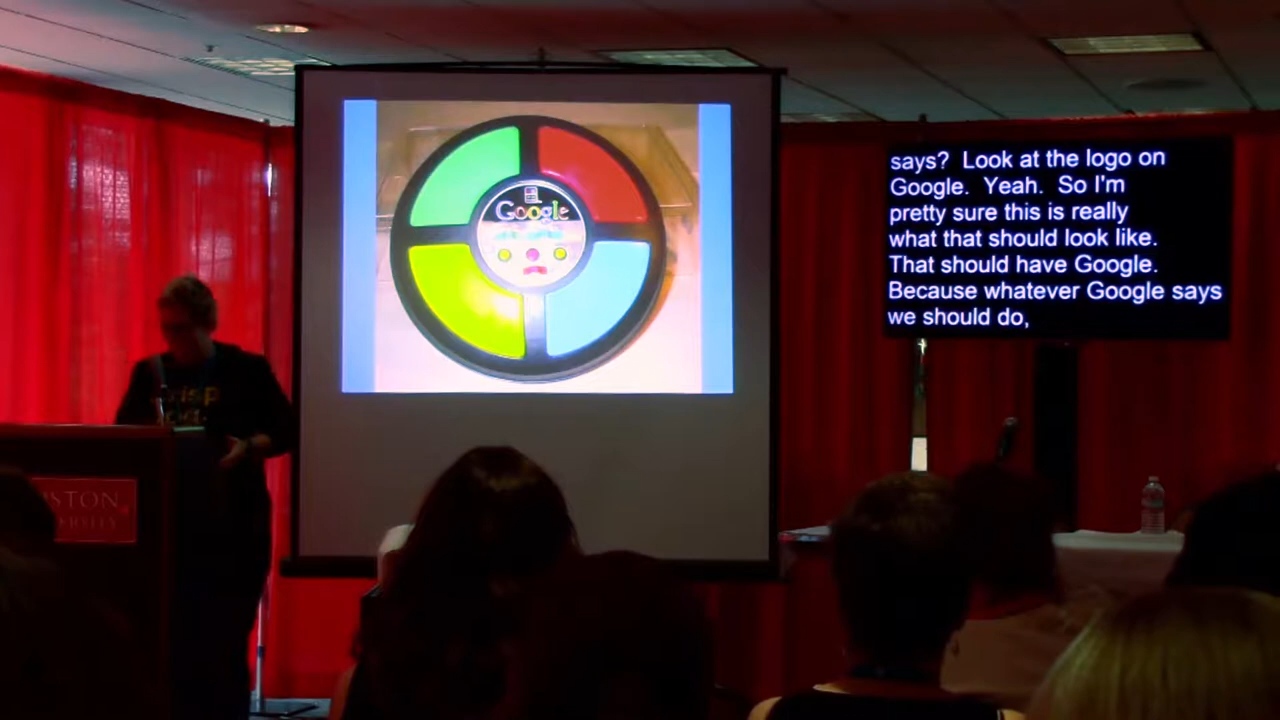 Google
says?  Look at the logo on
Google.  Yeah.  So I'm
pretty sure this is really
what that should look like.
That should have Google.
Because whatever Google says
we should do,